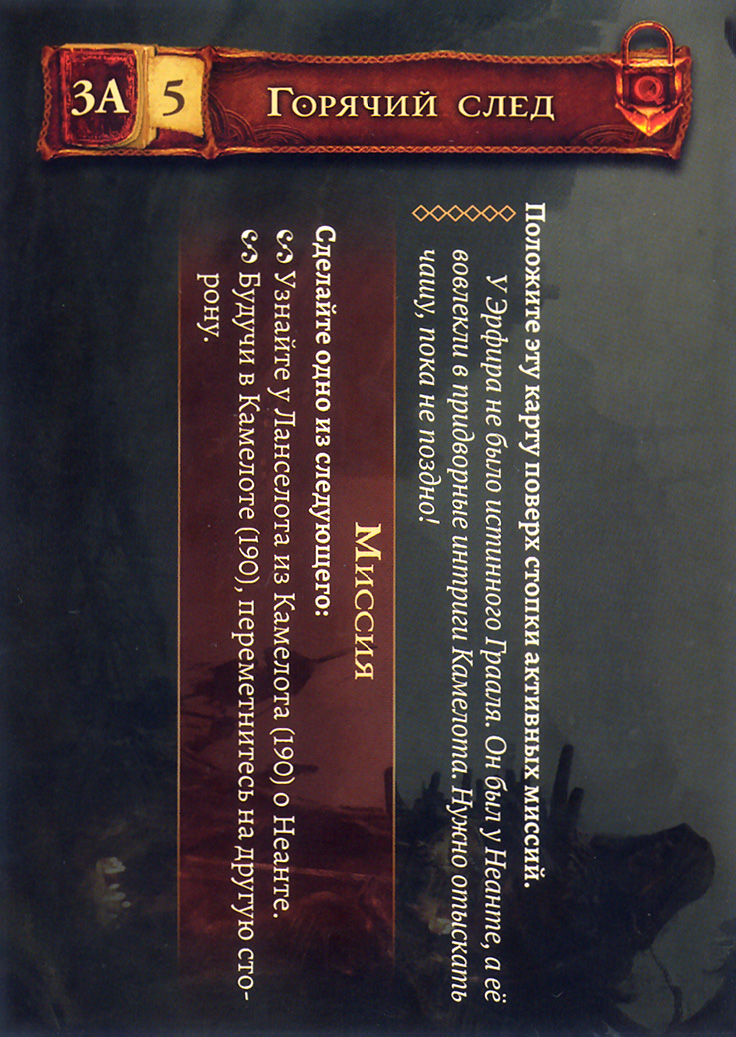 3А 5 Горячий след
Положите эту карту поверх стопки активных миссий.
У Эрфира не было истинного Грааля. Он был у Неанте, а её
вовлекли в придворные интриги Камелота. Нужно отыскать
чашу, пока не поздно!
Миссия
Сделайте одно из следующего:
Узнайте у Ланселота из Камелота (190) о Неанте.
Будучи в Камелоте (190), переметнитесь на другую сто-
рону.